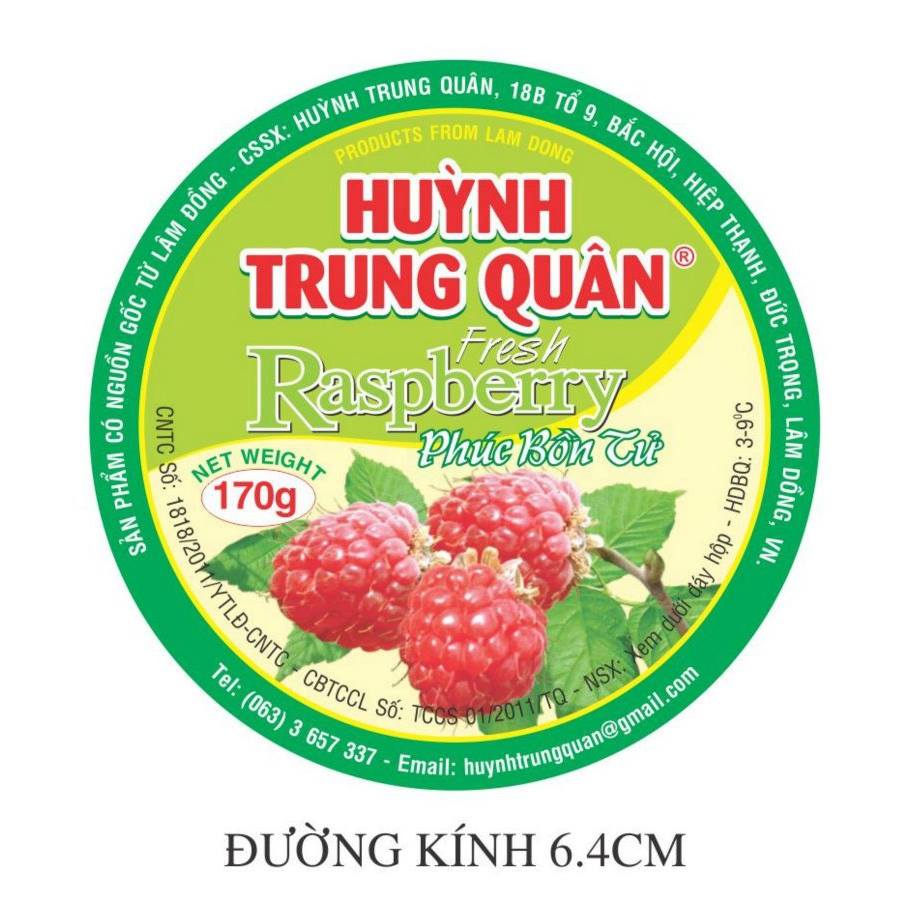 SẢN PHẨM CÓ NGUỒN GỐC TỪ LÂM ĐỒNG - CSSX: HUỲNH TRUNG QUÂN, 18B TỔ 9, BẮC HỘI, HIỆP THẠNH, ĐỨC TRỌNG, LÂM ĐỒNG, VN.
PRODUCTS FROM LAM DONG
HUỲNH
TRUNG QUÂN®
Fresh
Raspberry
Phúc Bồn Tử
NET WEIGHT
170g
CNTC Số: 1818/2011/YTLĐ-CNTC - CBTCCL Số: TCCS 01/2011/TQ - NSX: Xem dưới đáy hộp - HDBQ: 3-9⁰C
Tel: (063) 3 657 337 - Email: huynhtrungquan@gmail.com
ĐƯỜNG KÍNH 6.4CM